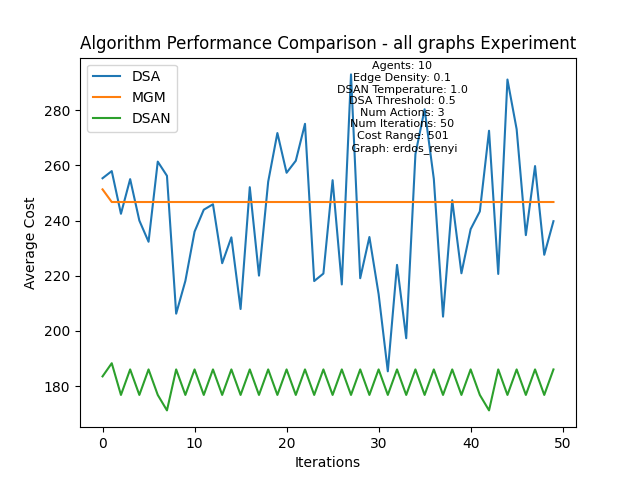 Algorithm Performance Comparison - all graphs Experiment
DSA
MGM
DSAN
Agents: 10
Edge Density: 0.1
DSAN Temperature: 1.0
DSA Threshold: 0.5
Num Actions: 3
Num Iterations: 50
Cost Range: 501
Graph: erdos_renyi
Average Cost
280
260
240
220
200
180
0 10 20 30 40 50
Iterations